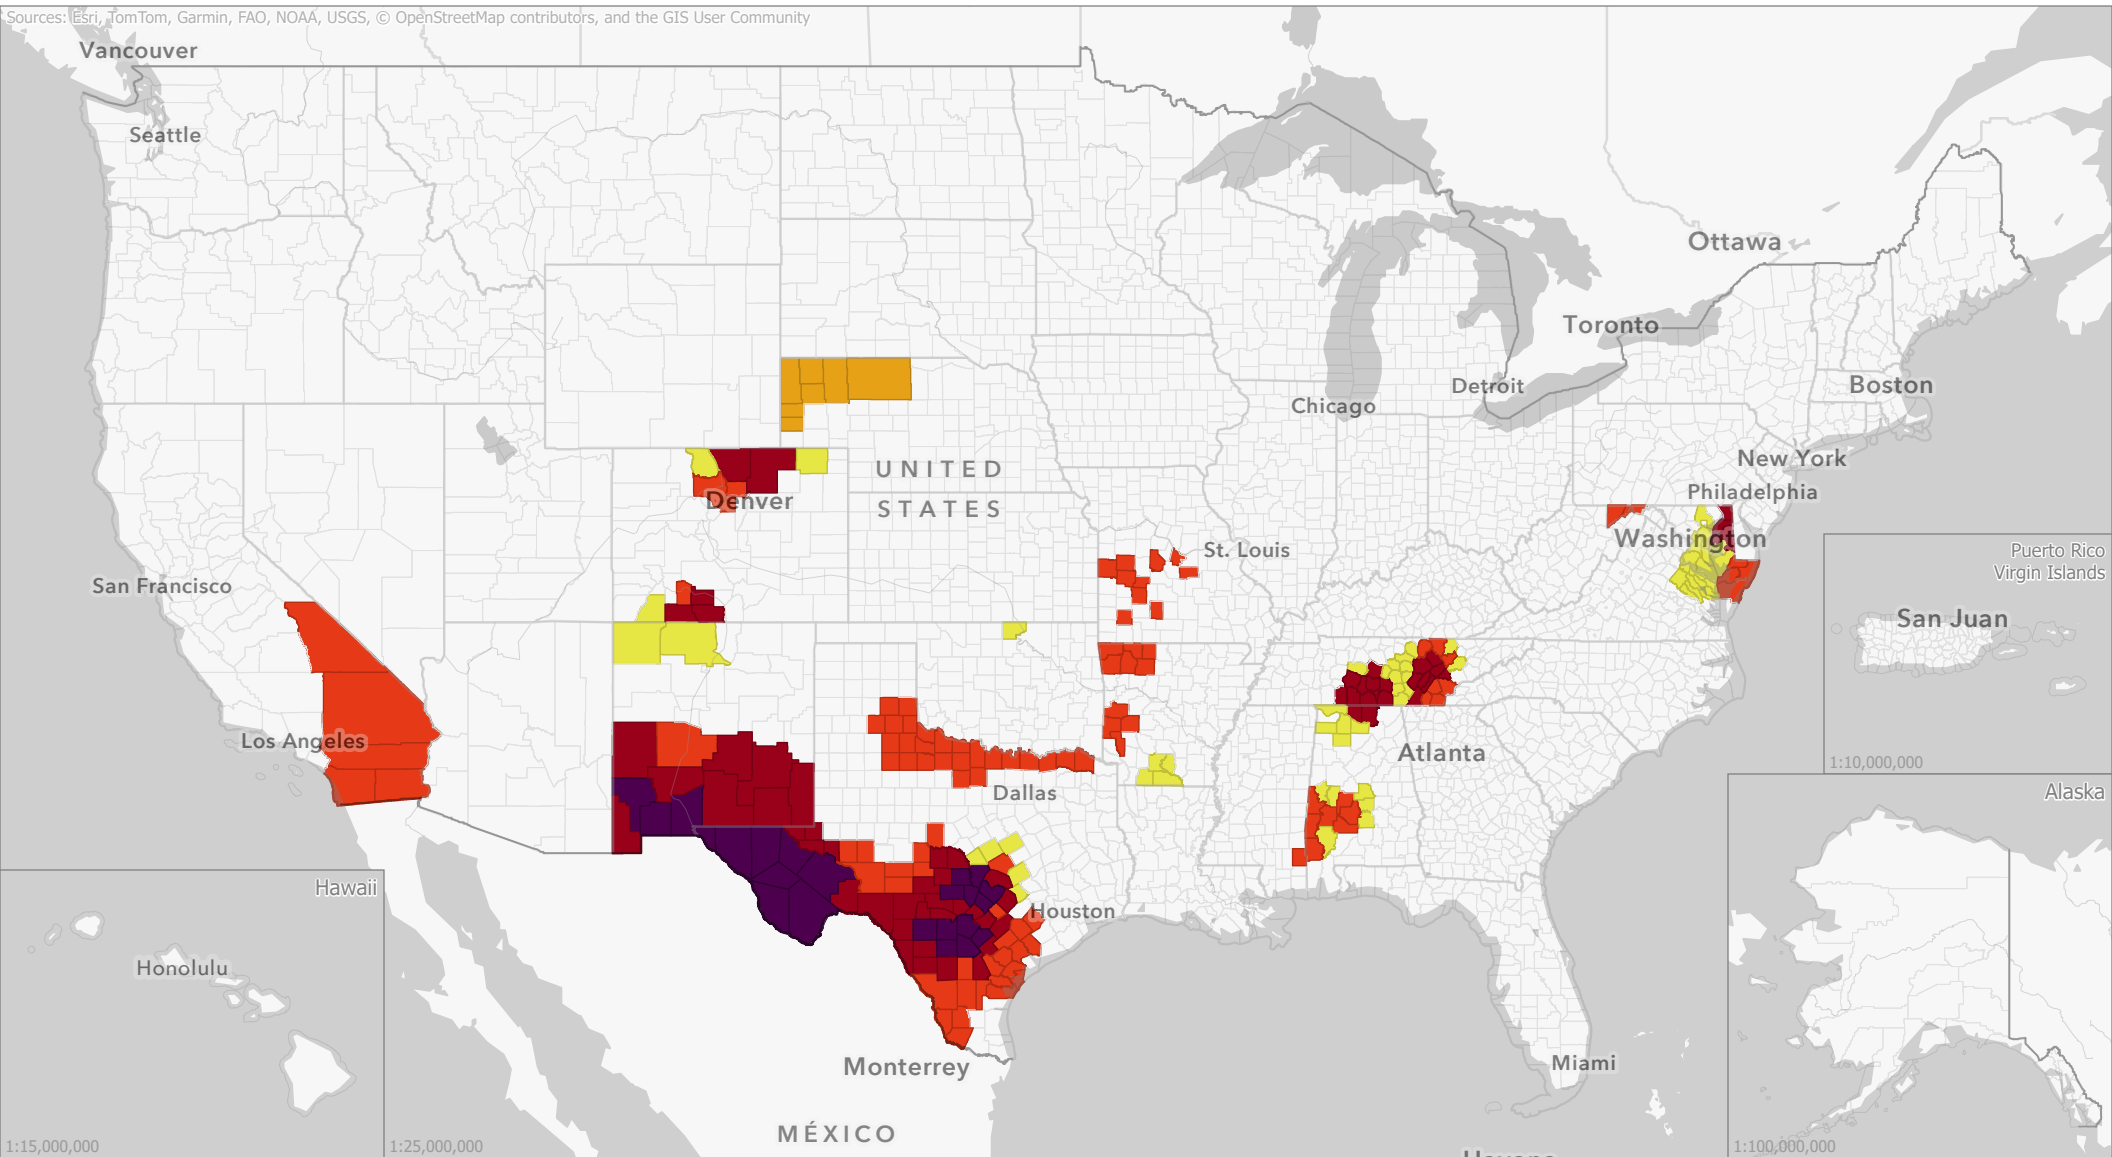 Sources: Esri, TomTom, Garmin, FAO, NOAA, USGS, © OpenStreetMap contributors, and the GIS User Community
Vancouver
Seattle
Ottawa
Toronto
Detroit
Boston
Chicago
New York
UNITED
STATES
Philadelphia
Denver
Washington
St. Louis
San Francisco
Puerto Rico
Virgin Islands
San Juan
Los Angeles
Atlanta
1:10,000,000
Dallas
Alaska
Hawaii
Houston
Honolulu
Monterrey
Miami
MÉXICO
1:15,000,000
1:25,000,000
1:100,000,000